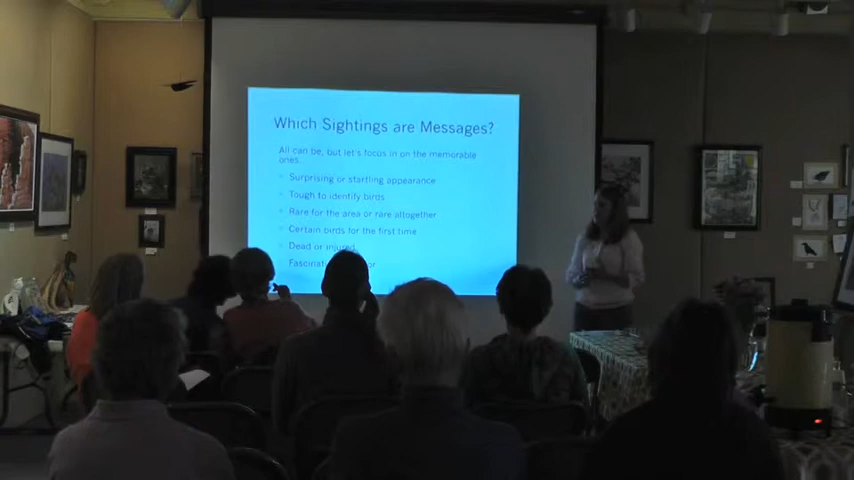 Which Sightings are Messages?
All can be, but let's focus in on the memorable
ones...
Surprising or startling appearance
Tough to identify birds
Rare for the area or rare altogether
Certain birds for the first time
Dead or injured